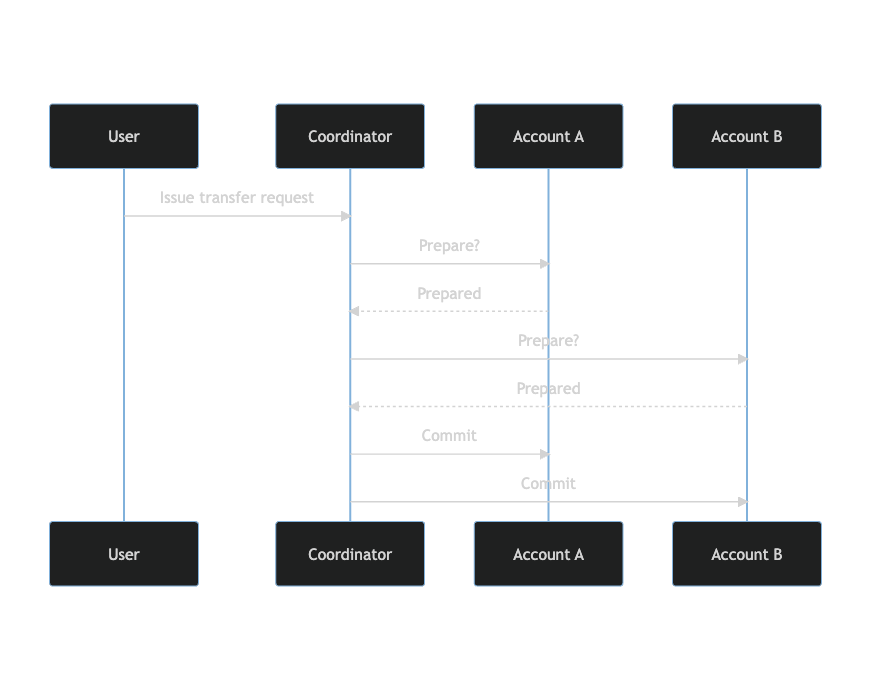 User
Coordinator
Account A
Account B
Issue transfer request
Prepare?
Prepared
Prepare?
Prepared
Commit
Commit
User
Coordinator
Account A
Account B